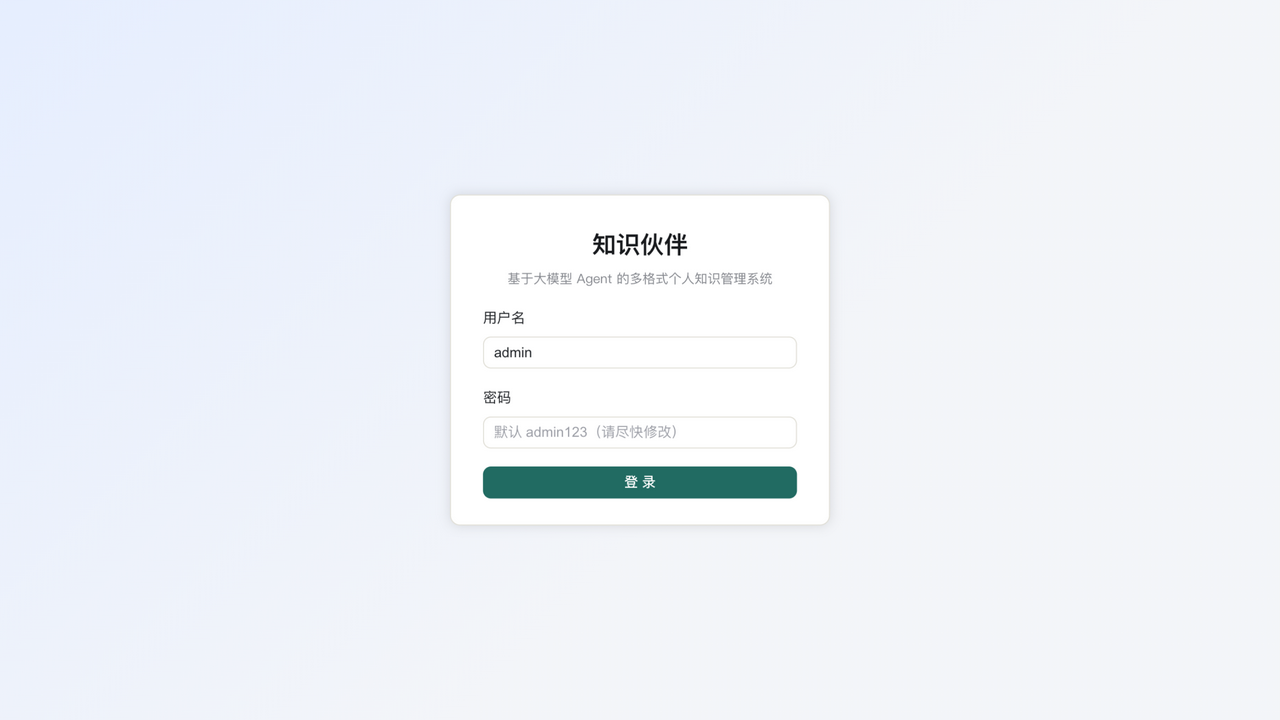 知识伙伴
基于大模型 Agent 的多格式个人知识管理系统
用户名
admin
密码
默认 admin123（请尽快修改）
登 录